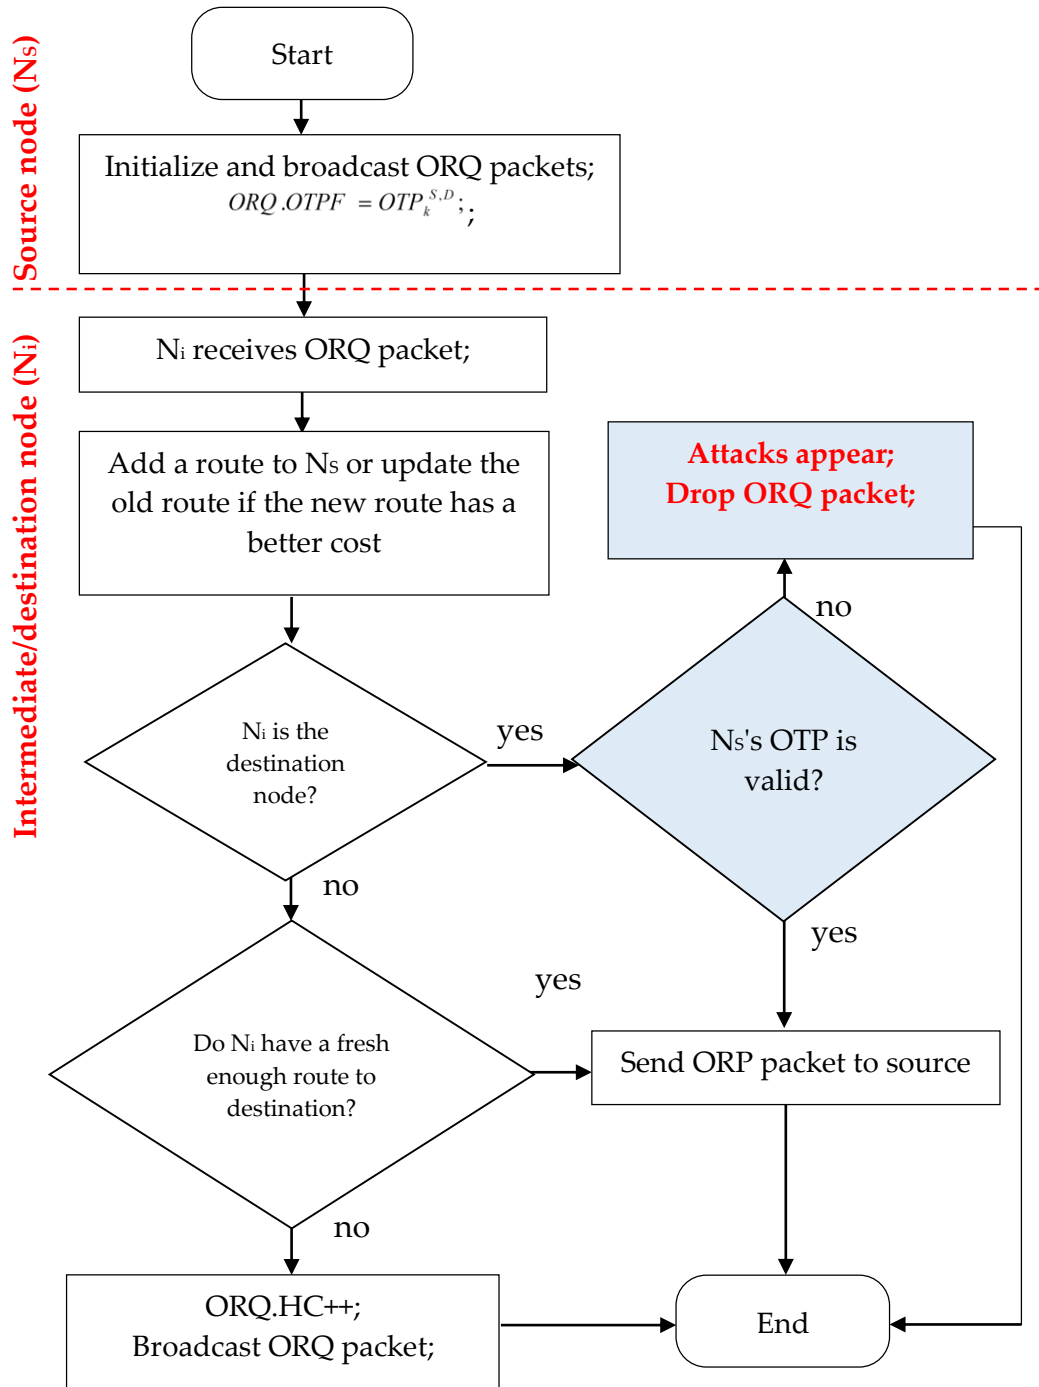 Source node (Ns)
Start
Initialize and broadcast ORQ packets;
ORQ.OTPF = OTP_k^{S,D};;
Intermediate/destination node (Ni)
Ni receives ORQ packet;
Add a route to Ns or update the
old route if the new route has a
better cost
Attacks appear;
Drop ORQ packet;
no
Ni is the
destination
node?
yes
Ns's OTP is
valid?
no
yes
Do Ni have a fresh
enough route to
destination?
yes
Send ORP packet to source
no
ORQ.HC++;
Broadcast ORQ packet;
End